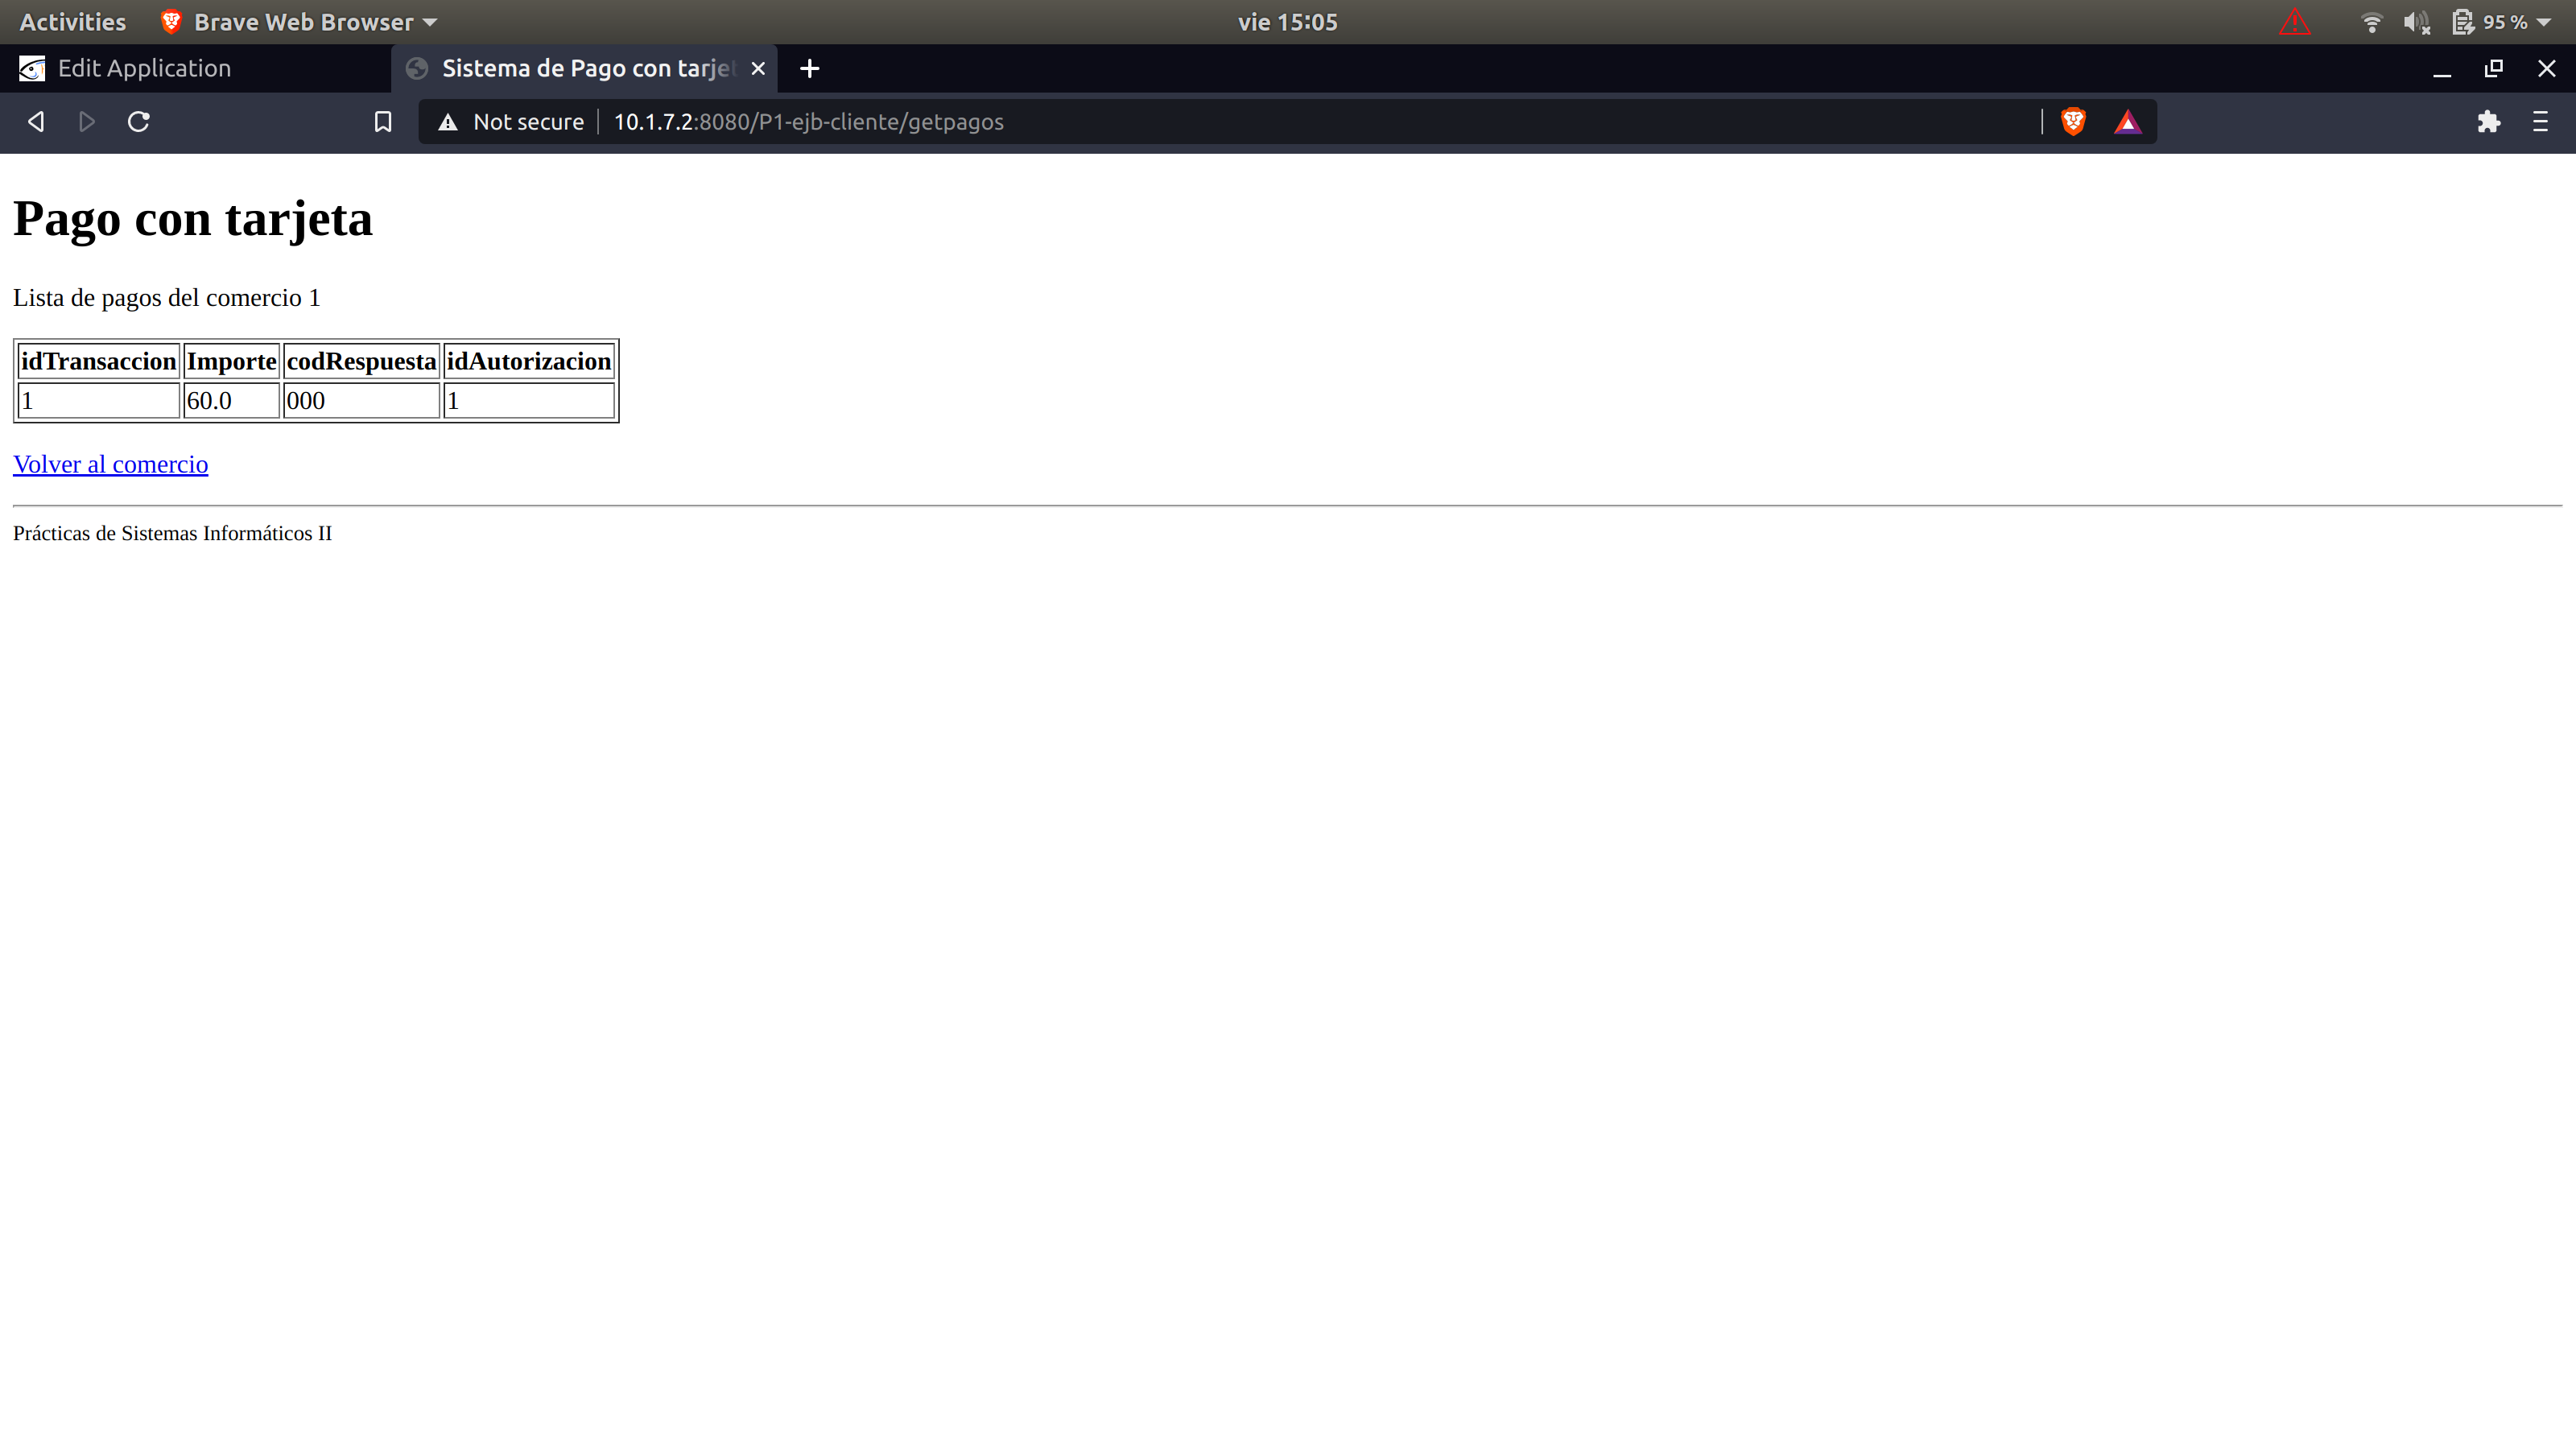 Activities Brave Web Browser vie 15:05 95 %
Edit Application Sistema de Pago con tarjet
Not secure 10.1.7.2:8080/P1-ejb-cliente/getpagos
Pago con tarjeta
Lista de pagos del comercio 1
idTransaccion Importe codRespuesta idAutorizacion
1 60.0 000 1
Volver al comercio
Prácticas de Sistemas Informáticos II